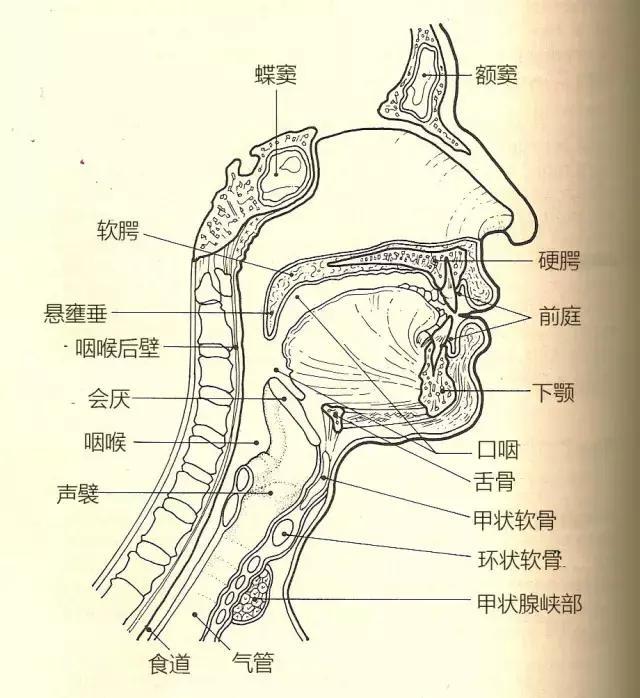 蝶窦
额窦
软腭
硬腭
悬雍垂
前庭
咽喉后壁
会厌
下颚
咽喉
口咽
舌骨
声襞
甲状软骨
环状软骨
甲状腺峡部
食道
气管